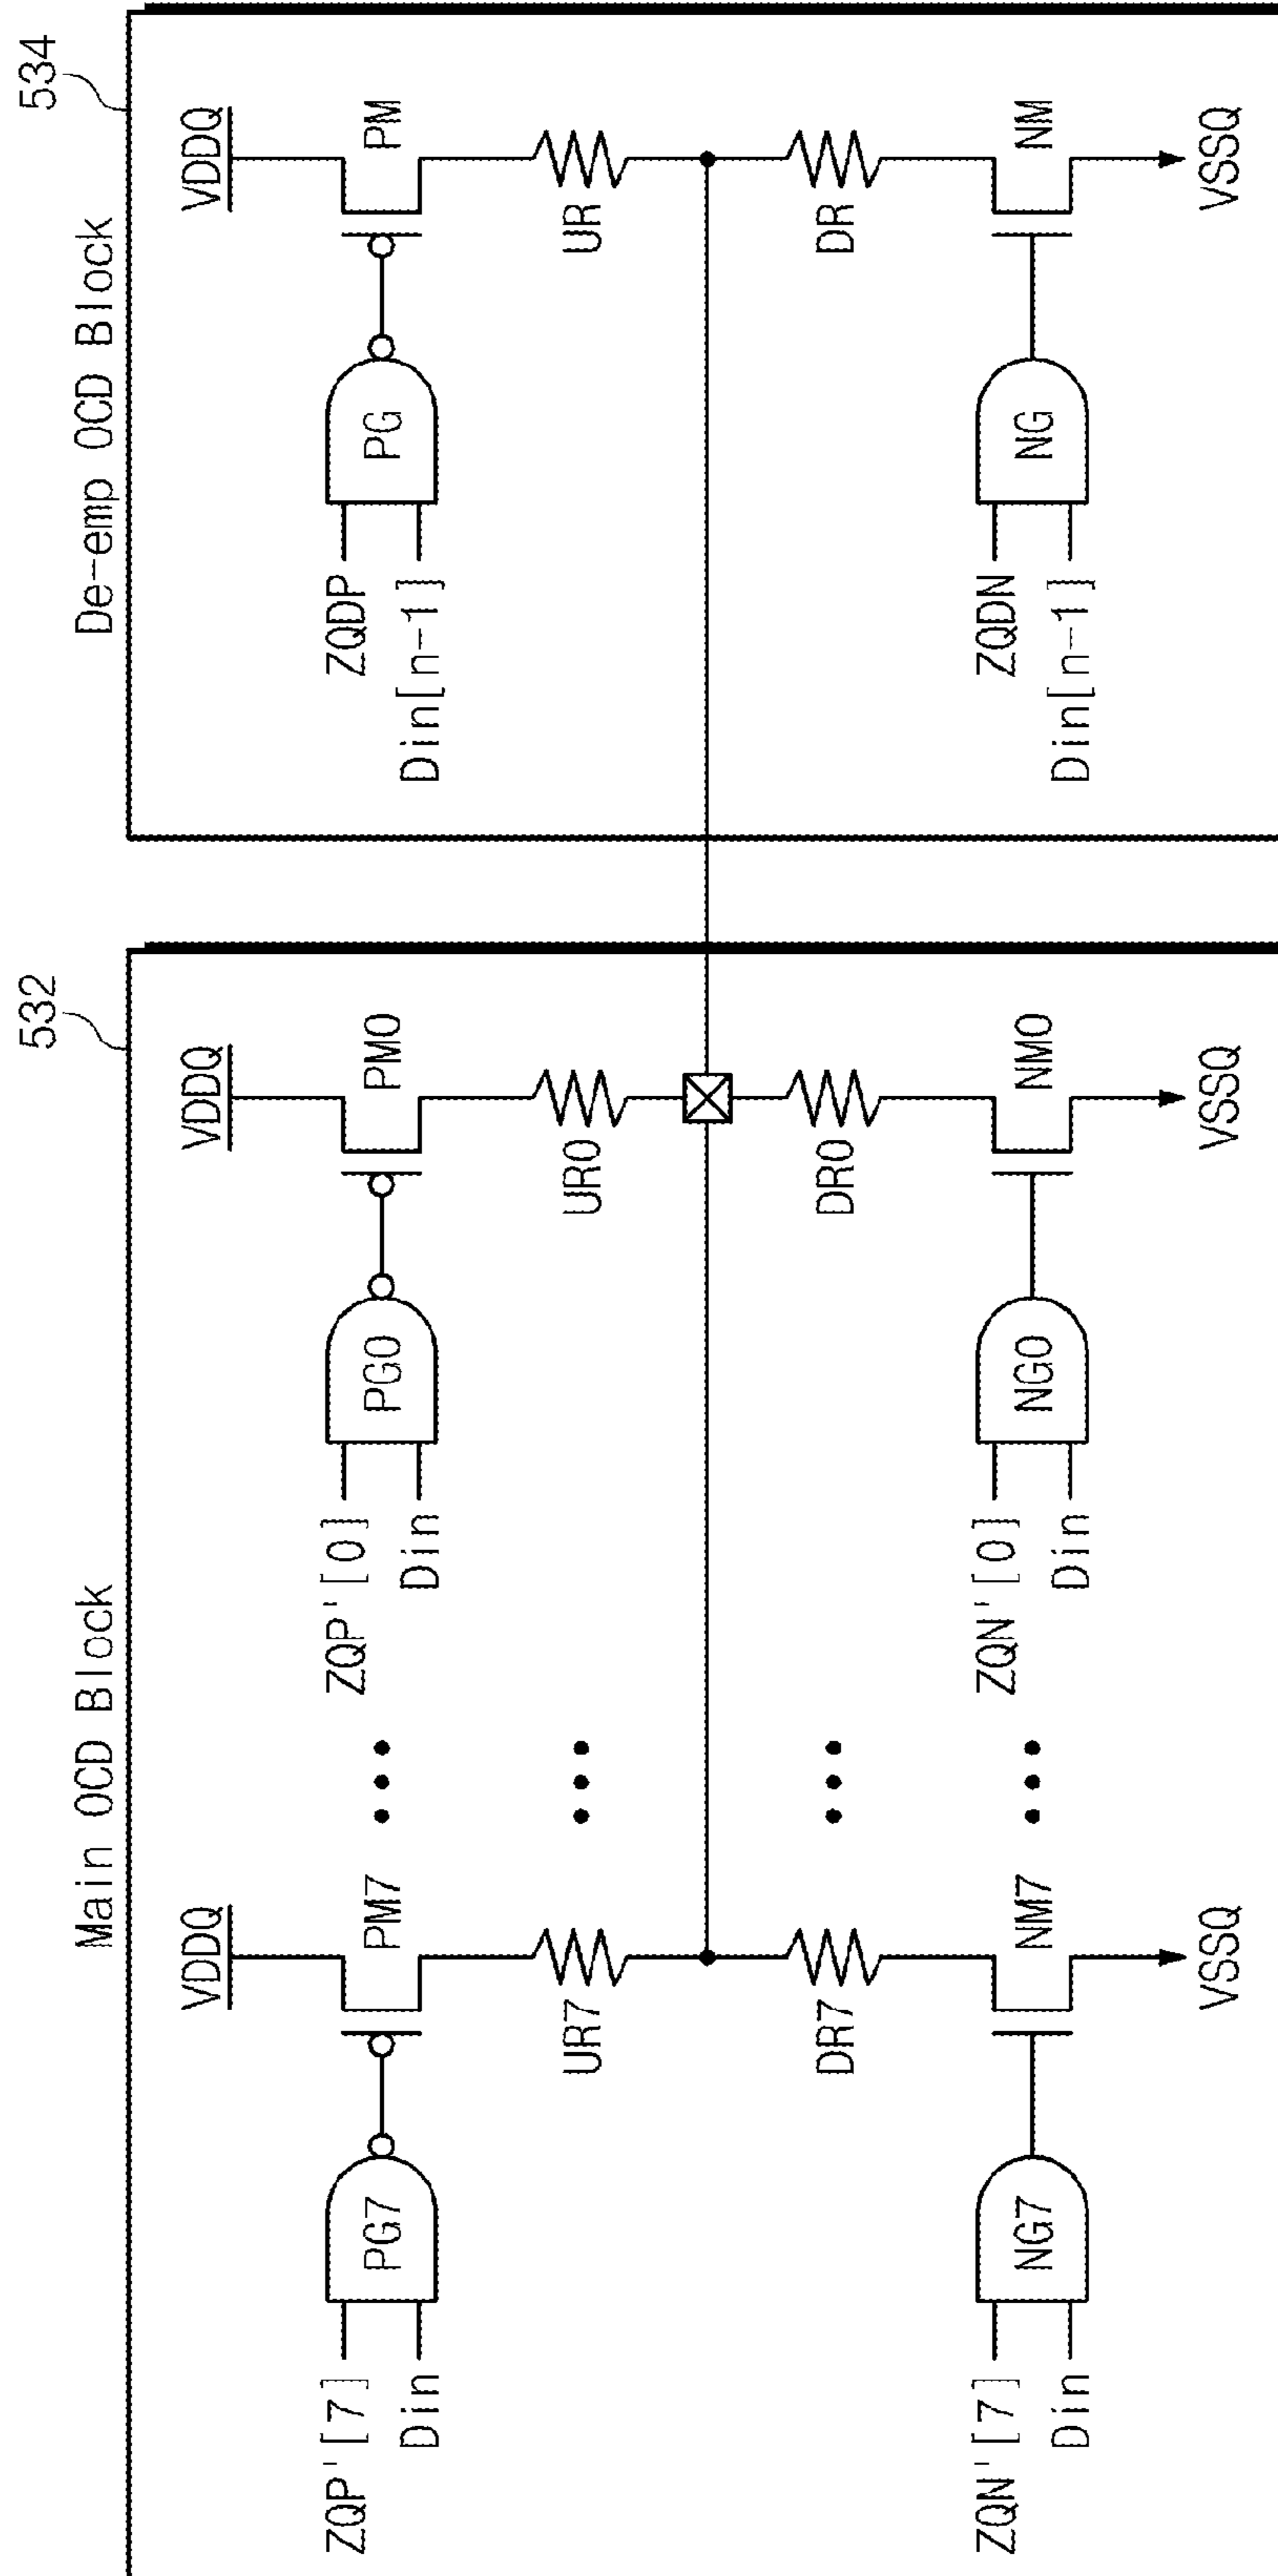 Main OCD Block
532
VDDQ
VDDQ
ZQP'[7]
Din
PG7
PM7
ZQP'[0]
Din
PG0
PM0
UR7
UR0
DR7
DR0
ZQN'[7]
Din
NG7
NM7
ZQN'[0]
Din
NG0
NM0
VSSQ
VSSQ
De-emp OCD Block
534
VDDQ
ZQDP
Din[n-1]
PG
PM
UR
DR
ZQDN
Din[n-1]
NG
NM
VSSQ